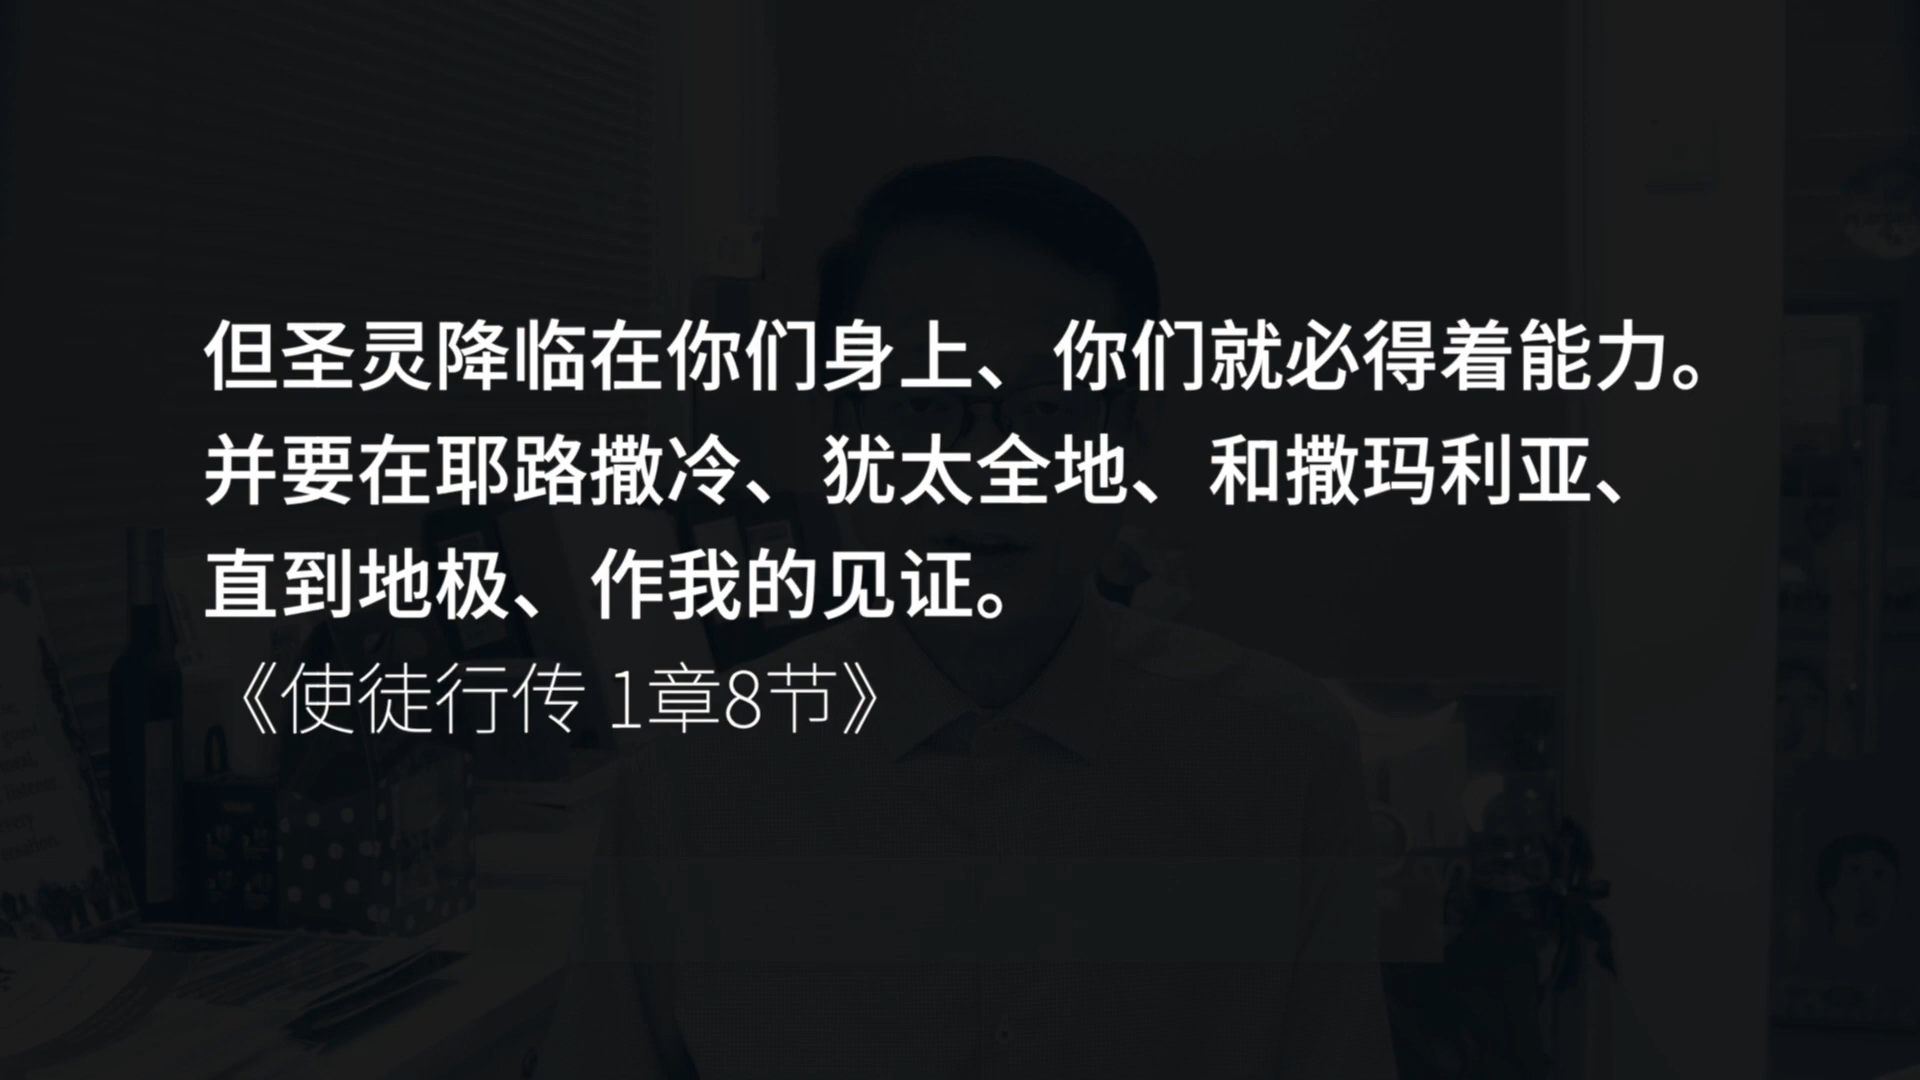 但圣灵降临在你们身上、你们就必得着能力。
并要在耶路撒冷、犹太全地、和撒玛利亚、
直到地极、作我的见证。
《使徒行传 1章8节》